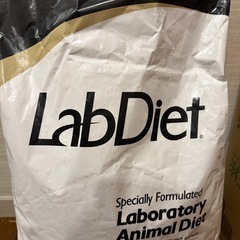 LabDiet®
Specially Formulated
Laboratory
Animal Diet